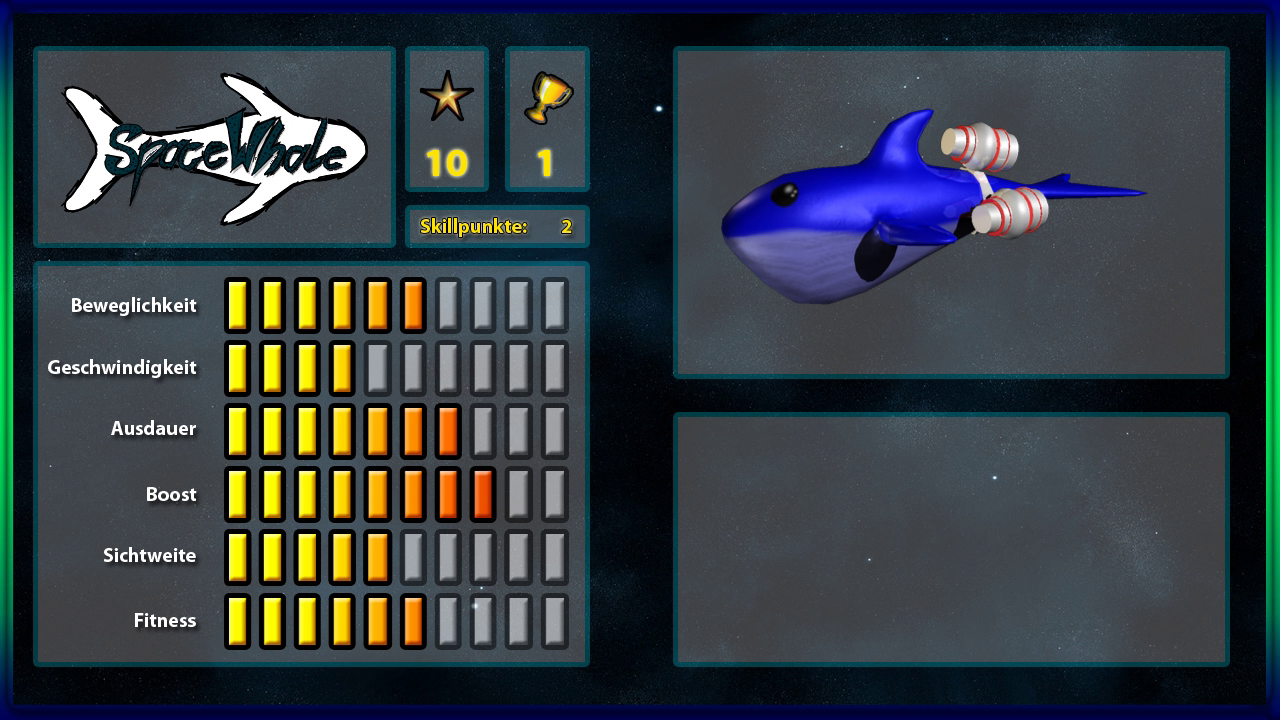 SpaceWhale
10
1
Skillpunkte: 2
Beweglichkeit
Geschwindigkeit
Ausdauer
Boost
Sichtweite
Fitness